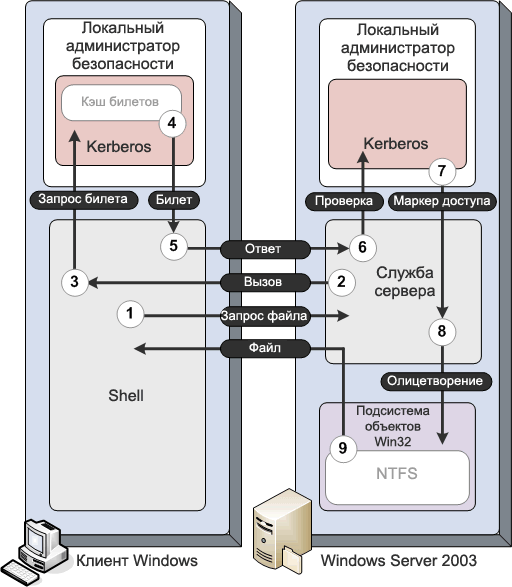 Локальный
администратор
безопасности
Кэш билетов
4
Kerberos
Запрос билета
Билет
5
3
1
Shell
Клиент Windows
Ответ
Вызов
Запрос файла
Файл
Локальный
администратор
безопасности
Kerberos
7
Проверка
Маркер доступа
6
2
Служба
сервера
8
Олицетворение
Подсистема
объектов
Win32
9
NTFS
Windows Server 2003